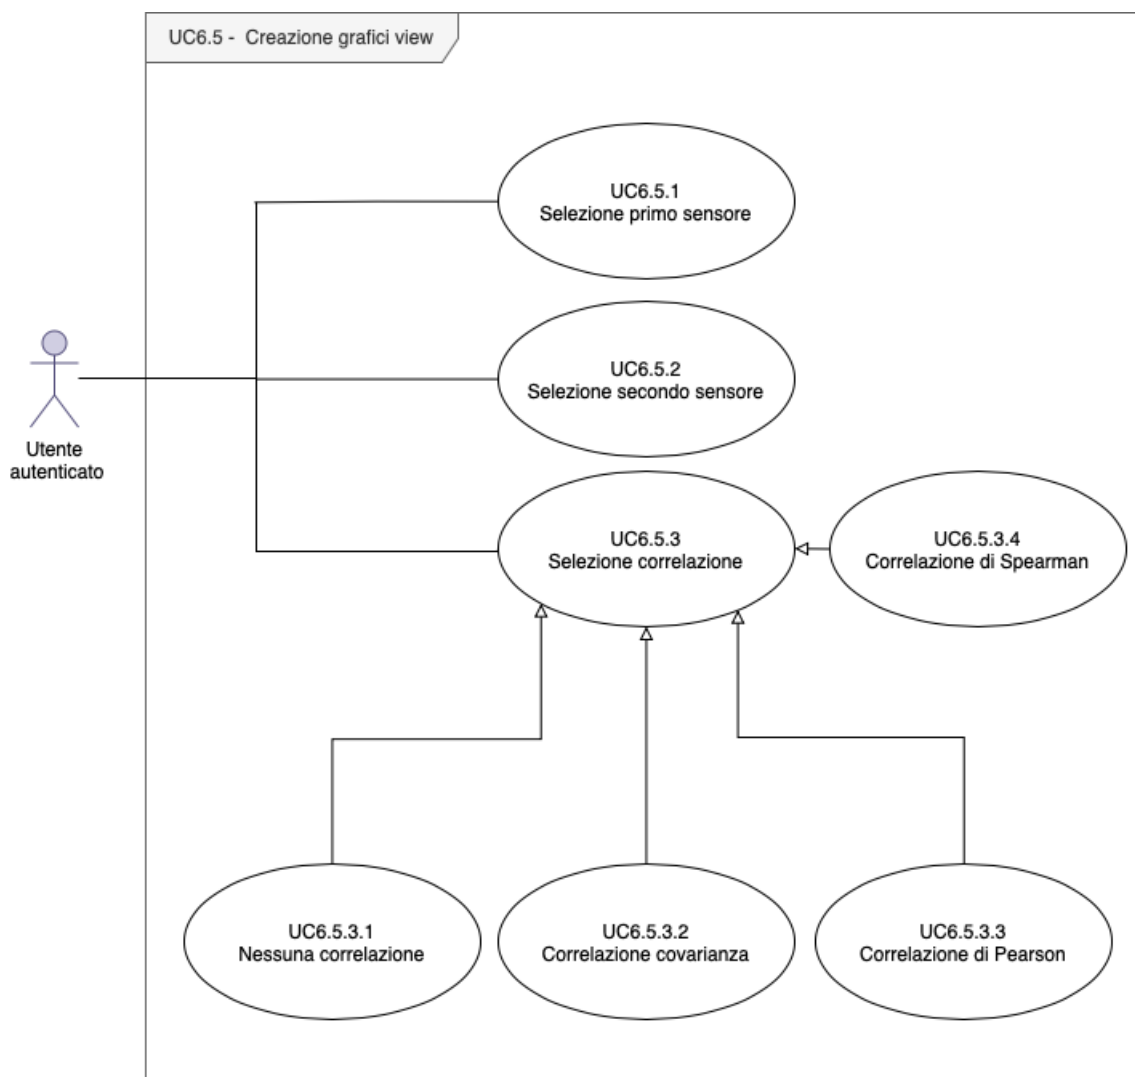 UC6.5 -  Creazione grafici view
UC6.5.1
Selezione primo sensore
UC6.5.2
Selezione secondo sensore
Utente
autenticato
UC6.5.3
Selezione correlazione
UC6.5.3.4
Correlazione di Spearman
UC6.5.3.1
Nessuna correlazione
UC6.5.3.2
Correlazione covarianza
UC6.5.3.3
Correlazione di Pearson